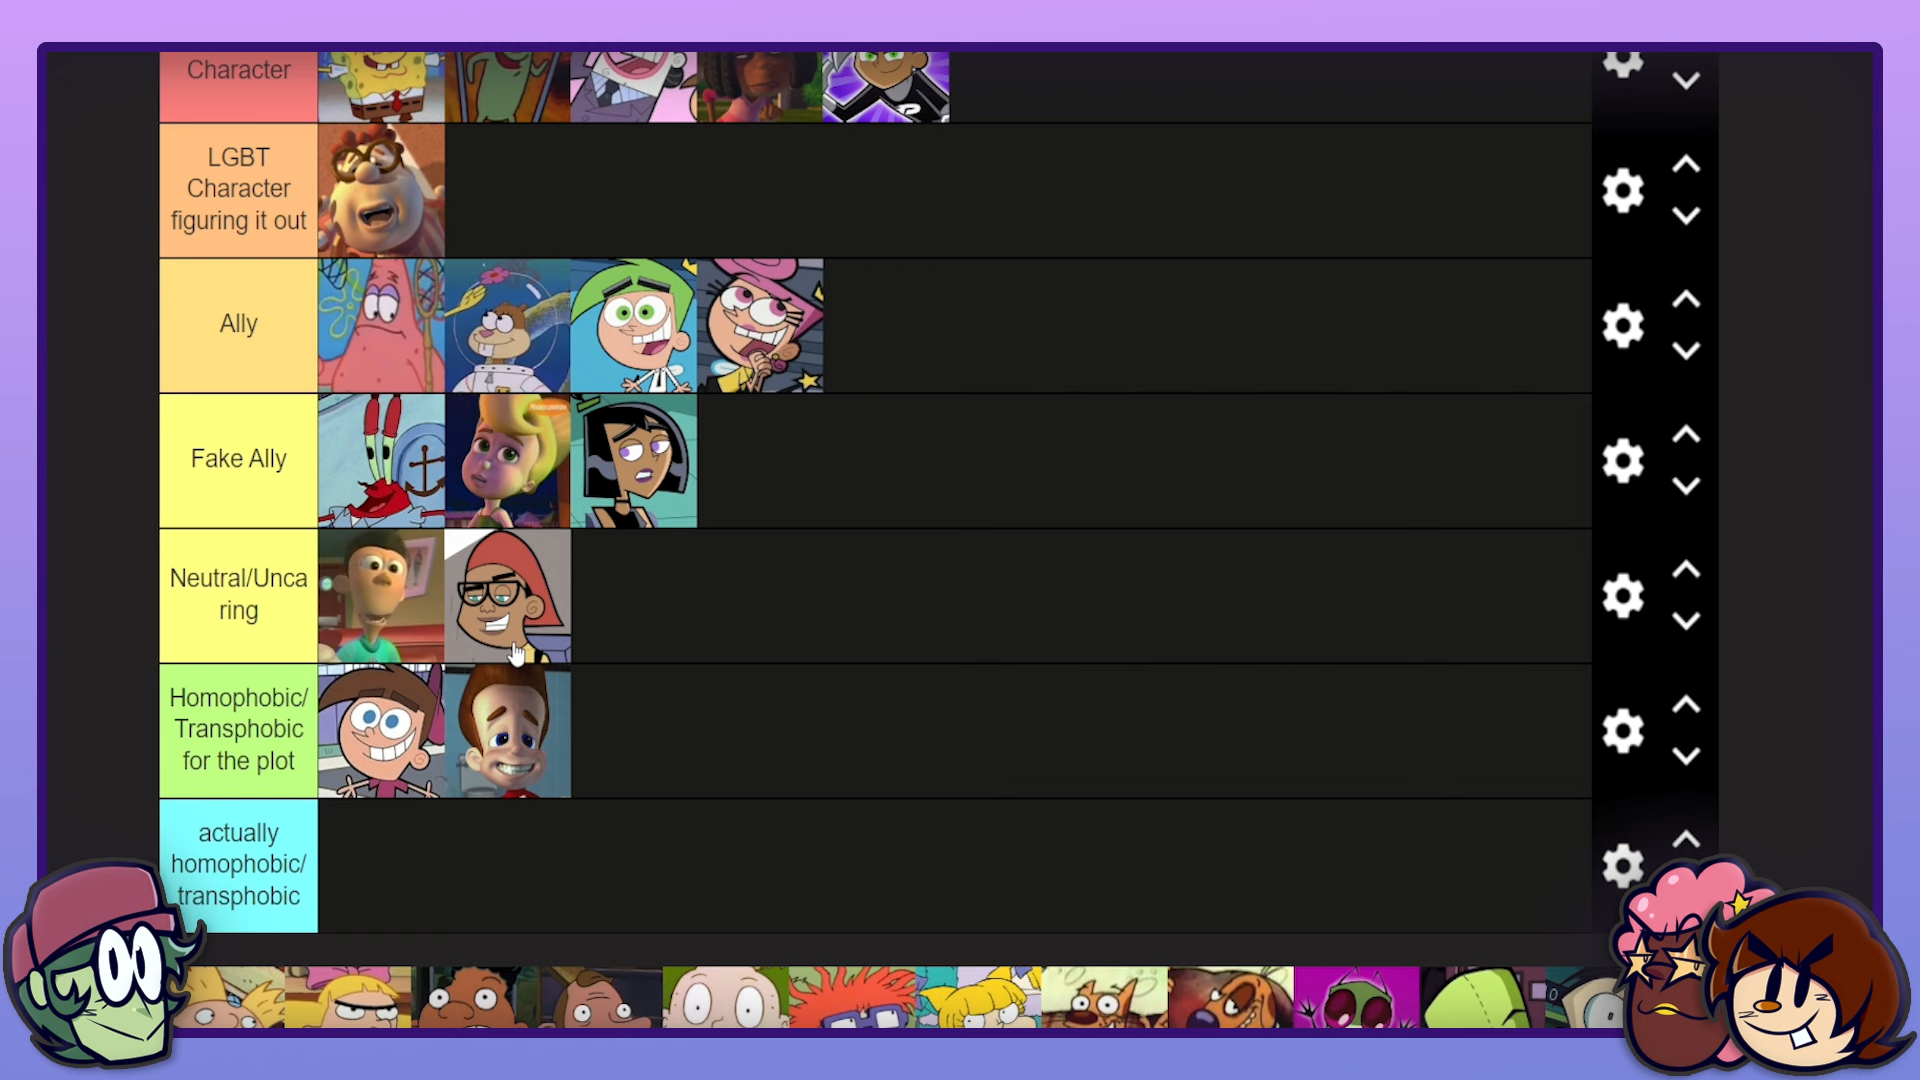 Character
LGBT
Character
figuring it out
Ally
Fake Ally
Neutral/Unca
ring
Homophobic/
Transphobic
for the plot
actually
homophobic/
transphobic
NICKELODEON